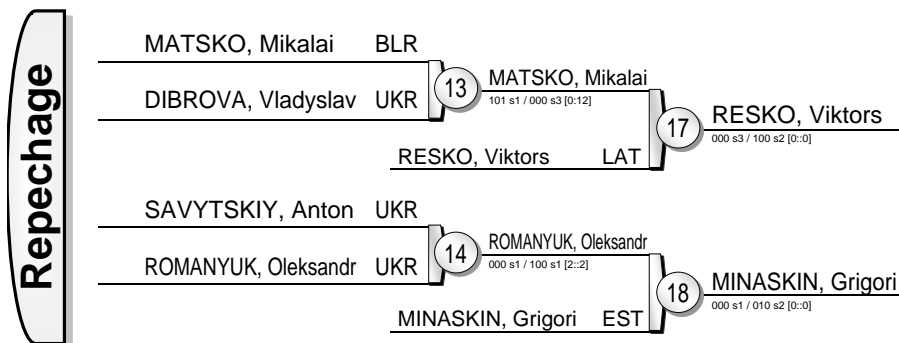 Repechage
MATSKO, Mikalai BLR
DIBROVA, Vladyslav UKR
13
MATSKO, Mikalai
101 s1 / 000 s3 [0:12]
RESKO, Viktors LAT
17
RESKO, Viktors
000 s3 / 100 s2 [0::0]
SAVYTSKIY, Anton UKR
ROMANYUK, Oleksandr UKR
14
ROMANYUK, Oleksandr
000 s1 / 100 s1 [2::2]
MINASKIN, Grigori EST
18
MINASKIN, Grigori
000 s1 / 010 s2 [0::0]